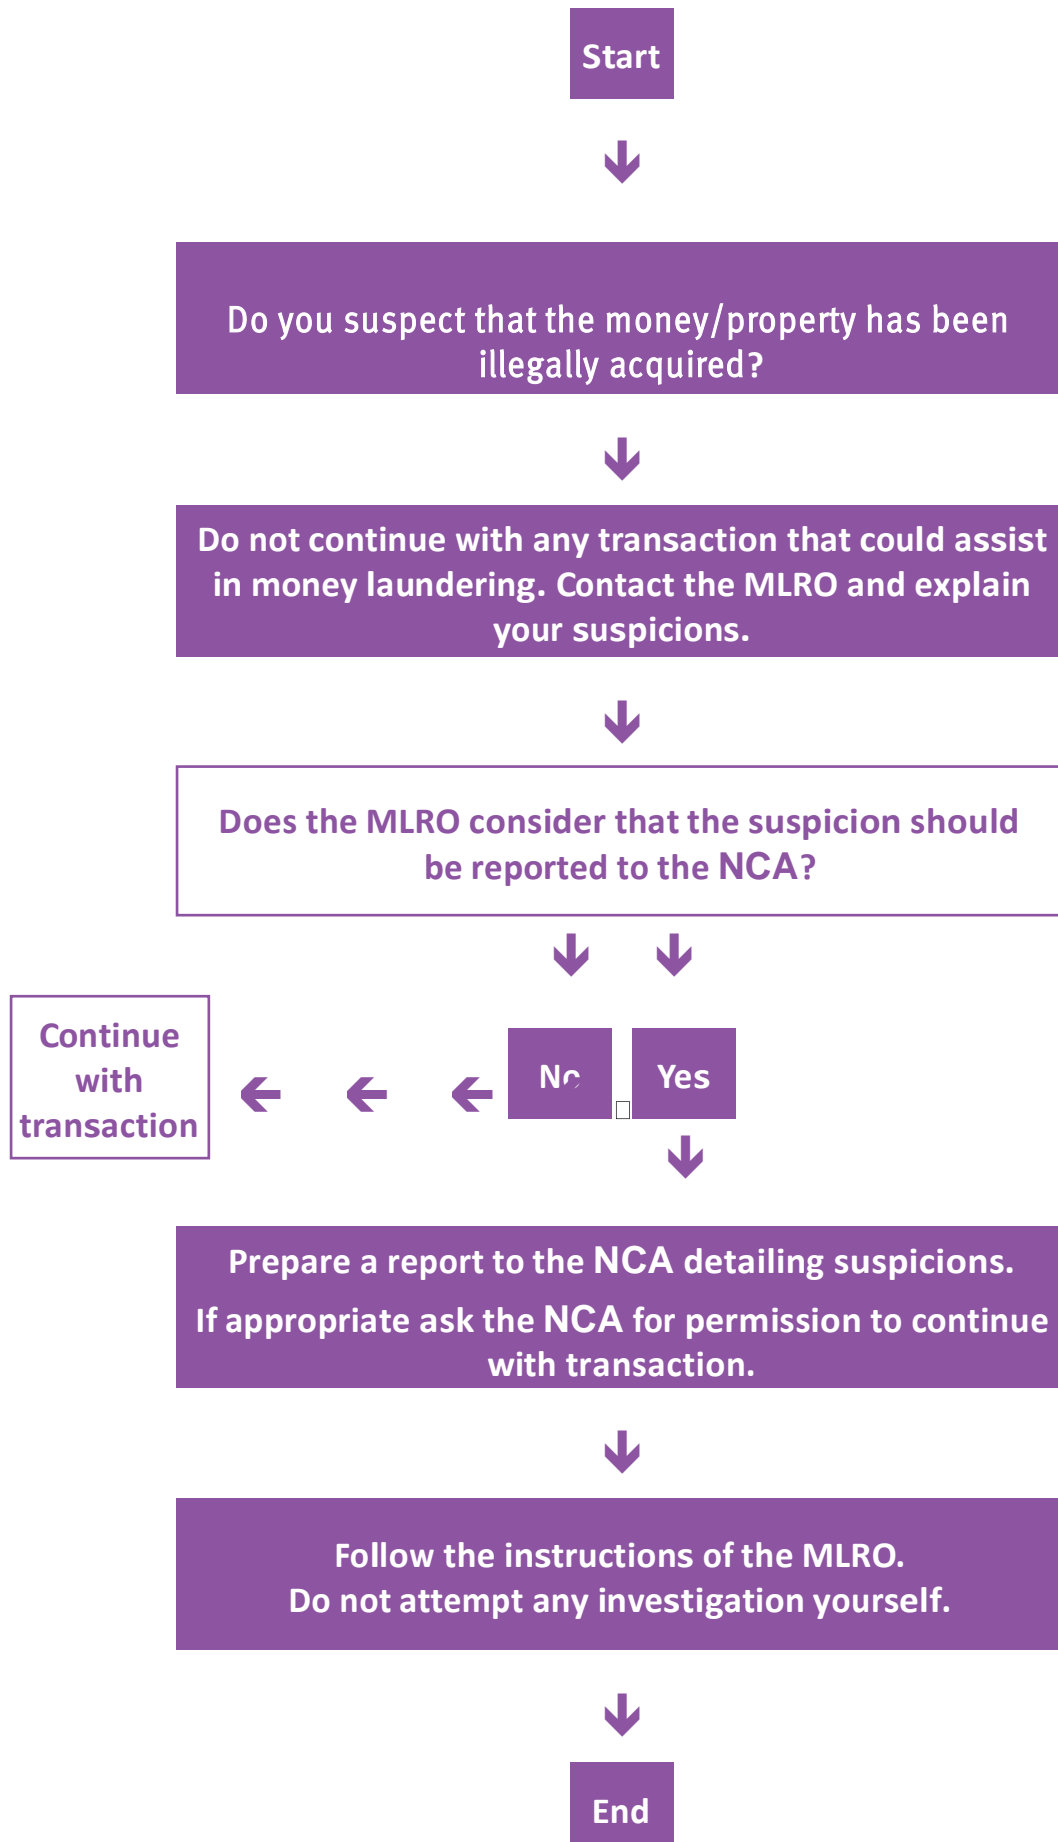 Start
Do you suspect that the money/property has been
illegally acquired?
Do not continue with any transaction that could assist
in money laundering. Contact the MLRO and explain
your suspicions.
Does the MLRO consider that the suspicion should
be reported to the NCA?
No
Yes
Continue
with
transaction
Prepare a report to the NCA detailing suspicions.
If appropriate ask the NCA for permission to continue
with transaction.
Follow the instructions of the MLRO.
Do not attempt any investigation yourself.
End